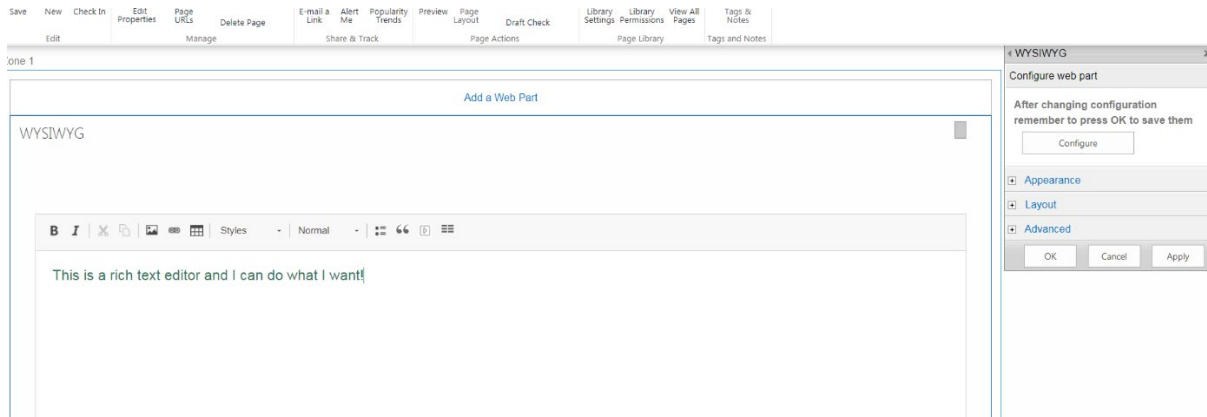 Save New Check In Edit Properties Page URLs Delete Page E-mail a Link Alert Me Popularity Trends Preview Page Layout Draft Check Library Settings Library Permissions View All Pages Tags & Notes
Edit Manage Share & Track Page Actions Page Library Tags and Notes
one 1
Add a Web Part
WYSIWYG
B I Styles Normal
This is a rich text editor and I can do what I want!
WYSIWYG
Configure web part
After changing configuration
remember to press OK to save them
Configure
Appearance
Layout
Advanced
OK Cancel Apply